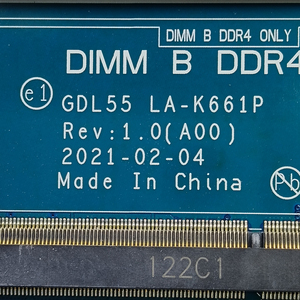 DIMM B DDR4 ONLY
DIMM B DDR4
e1
GDL55 LA-K661P
Rev:1.0(A00)
2021-02-04
Made In China
Pb
122C1